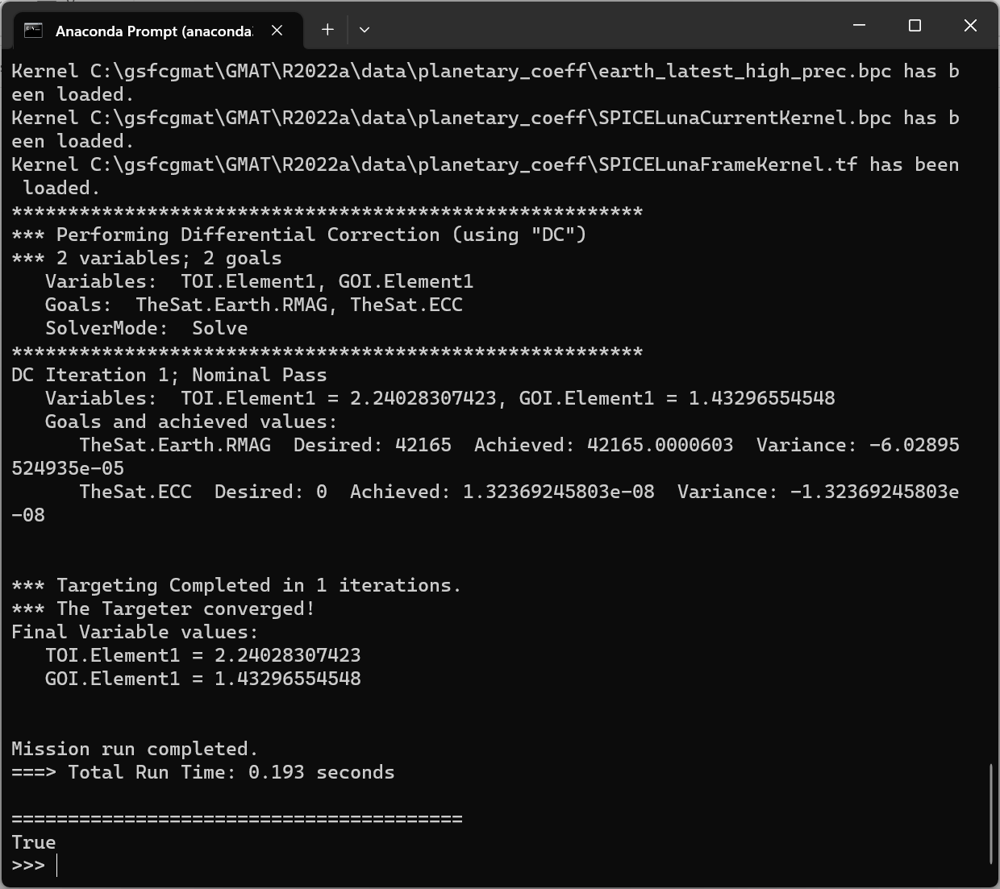 Anaconda Prompt (anaconda
Kernel C:\gsfcgmat\GMAT\R2022a\data\planetary_coeff\earth_latest_high_prec.bpc has b
een loaded.
Kernel C:\gsfcgmat\GMAT\R2022a\data\planetary_coeff\SPICELunaCurrentKernel.bpc has b
een loaded.
Kernel C:\gsfcgmat\GMAT\R2022a\data\planetary_coeff\SPICELunaFrameKernel.tf has been
 loaded.
********************************************************
*** Performing Differential Correction (using "DC")
*** 2 variables; 2 goals
   Variables:  TOI.Element1, GOI.Element1
   Goals:  TheSat.Earth.RMAG, TheSat.ECC
   SolverMode:  Solve
********************************************************
DC Iteration 1; Nominal Pass
   Variables:  TOI.Element1 = 2.24028307423, GOI.Element1 = 1.43296554548
   Goals and achieved values:
      TheSat.Earth.RMAG  Desired: 42165  Achieved: 42165.0000603  Variance: -6.02895
524935e-05
      TheSat.ECC  Desired: 0  Achieved: 1.32369245803e-08  Variance: -1.32369245803e
-08
*** Targeting Completed in 1 iterations.
*** The Targeter converged!
Final Variable values:
   TOI.Element1 = 2.24028307423
   GOI.Element1 = 1.43296554548
Mission run completed.
===> Total Run Time: 0.193 seconds
========================================
True
>>>